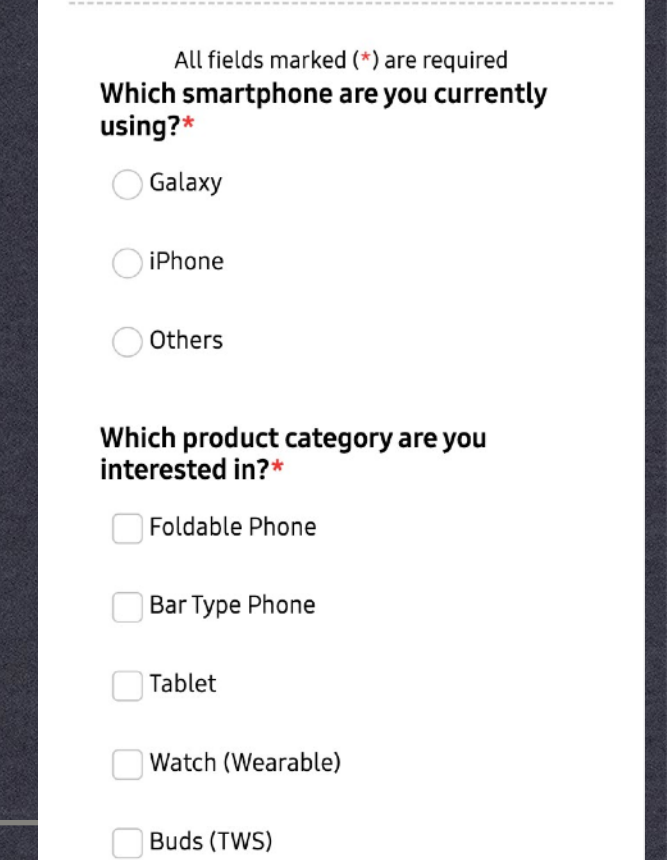 All fields marked (*) are required
Which smartphone are you currently
using?*
Galaxy
iPhone
Others
Which product category are you
interested in?*
Foldable Phone
Bar Type Phone
Tablet
Watch (Wearable)
Buds (TWS)